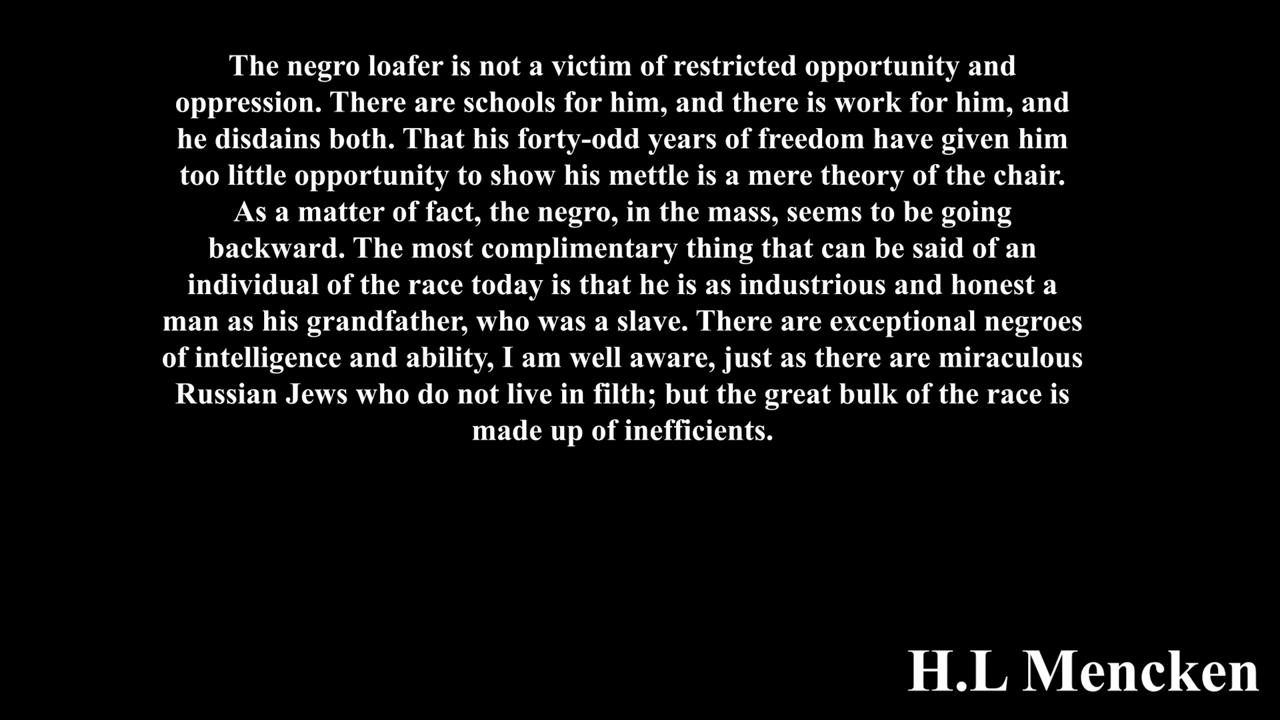 The negro loafer is not a victim of restricted opportunity and
oppression. There are schools for him, and there is work for him, and
he disdains both. That his forty-odd years of freedom have given him
too little opportunity to show his mettle is a mere theory of the chair.
As a matter of fact, the negro, in the mass, seems to be going
backward. The most complimentary thing that can be said of an
individual of the race today is that he is as industrious and honest a
man as his grandfather, who was a slave. There are exceptional negroes
of intelligence and ability, I am well aware, just as there are miraculous
Russian Jews who do not live in filth; but the great bulk of the race is
made up of inefficients.
H.L Mencken